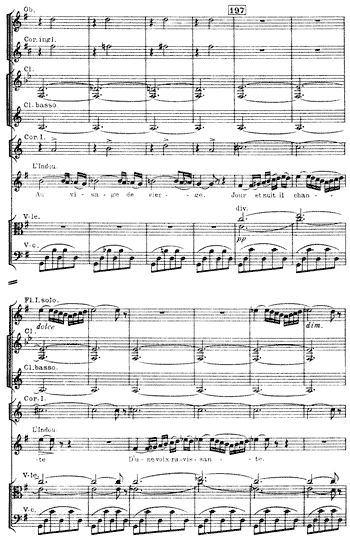 Ob.
197
Cor. ingl.
Cl.
Cl. basso.
Cor. I.
L'Indou.
Au vi - sa - ge de vier - ge. Jour et nuit il chan -
div.
V-le.
pp
V-c.
Fl. I. solo.
dolce
dim.
Cl.
Cl. basso.
Cor. I.
L'Indou.
- te D'u - ne voix ra - vis - san - te.
V-le.
V-c.